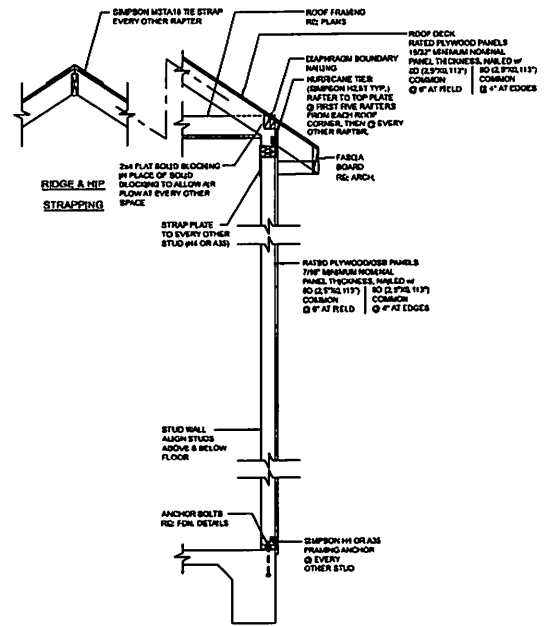 SIMPSON MSTA18 TIE STRAP
EVERY OTHER RAFTER
ROOF FRAMING
RE: PLANS
ROOF DECK
RATED PLYWOOD PANELS
15/32" MINIMUM NOMINAL
PANEL THICKNESS, NAILED w/
8D (2.5"X0.113")
COMMON
@ 6" AT FIELD
8D (2.5"X0.113")
COMMON
@ 4" AT EDGES
DIAPHRAGM BOUNDARY
NAILING
HURRICANE TIES
(SIMPSON H2.5T TYP.)
RAFTER TO TOP PLATE
@ FIRST FIVE RAFTERS
FROM EACH ROOF
CORNER, THEN @ EVERY
OTHER RAFTER.
2x4 FLAT SOLID BLOCKING
IN PLACE OF SOLID
BLOCKING TO ALLOW AIR
FLOW AT EVERY OTHER
SPACE
RIDGE & HIP
STRAPPING
FASCIA
BOARD
RE: ARCH.
STRAP PLATE
TO EVERY OTHER
STUD (H4 OR A35)
RATED PLYWOOD/OSB PANELS
7/16" MINIMUM NOMINAL
PANEL THICKNESS, NAILED w/
8D (2.5"X0.113")
COMMON
@ 6" AT FIELD
8D (2.5"X0.113")
COMMON
@ 4" AT EDGES
STUD WALL
ALIGN STUDS
ABOVE & BELOW
FLOOR
ANCHOR BOLTS
RE: FDN. DETAILS
SIMPSON H4 OR A35
FRAMING ANCHOR
@ EVERY
OTHER STUD